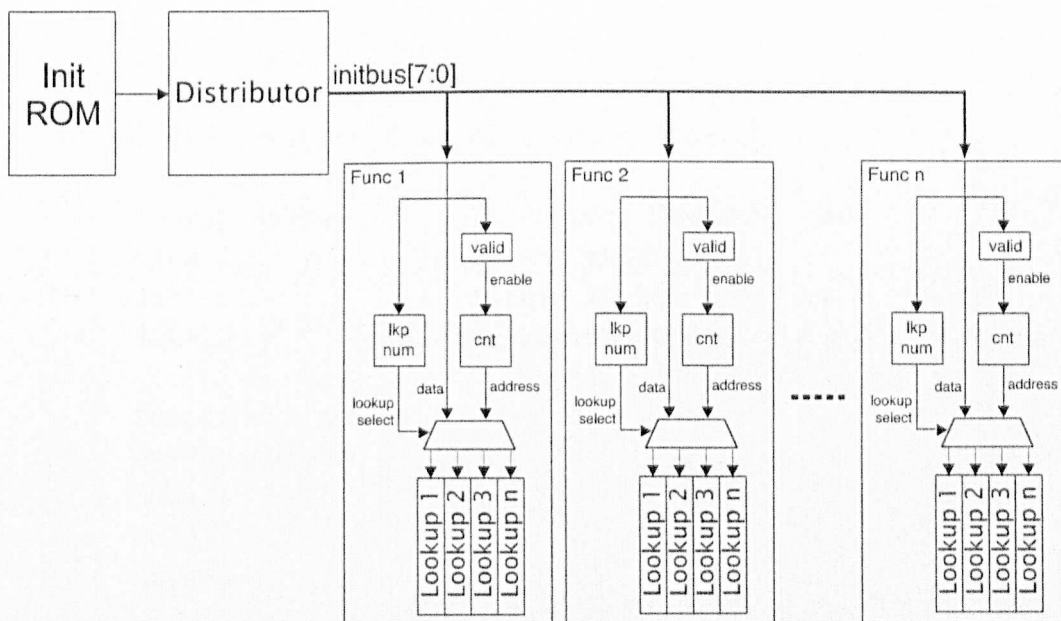 Init
ROM
Distributor
initbus[7:0]
Func 1
valid
enable
lkp
num
cnt
data
address
lookup
select
Lookup 1
Lookup 2
Lookup 3
Lookup n
Func 2
valid
enable
lkp
num
cnt
data
address
lookup
select
Lookup 1
Lookup 2
Lookup 3
Lookup n
Func n
valid
enable
lkp
num
cnt
data
address
lookup
select
Lookup 1
Lookup 2
Lookup 3
Lookup n